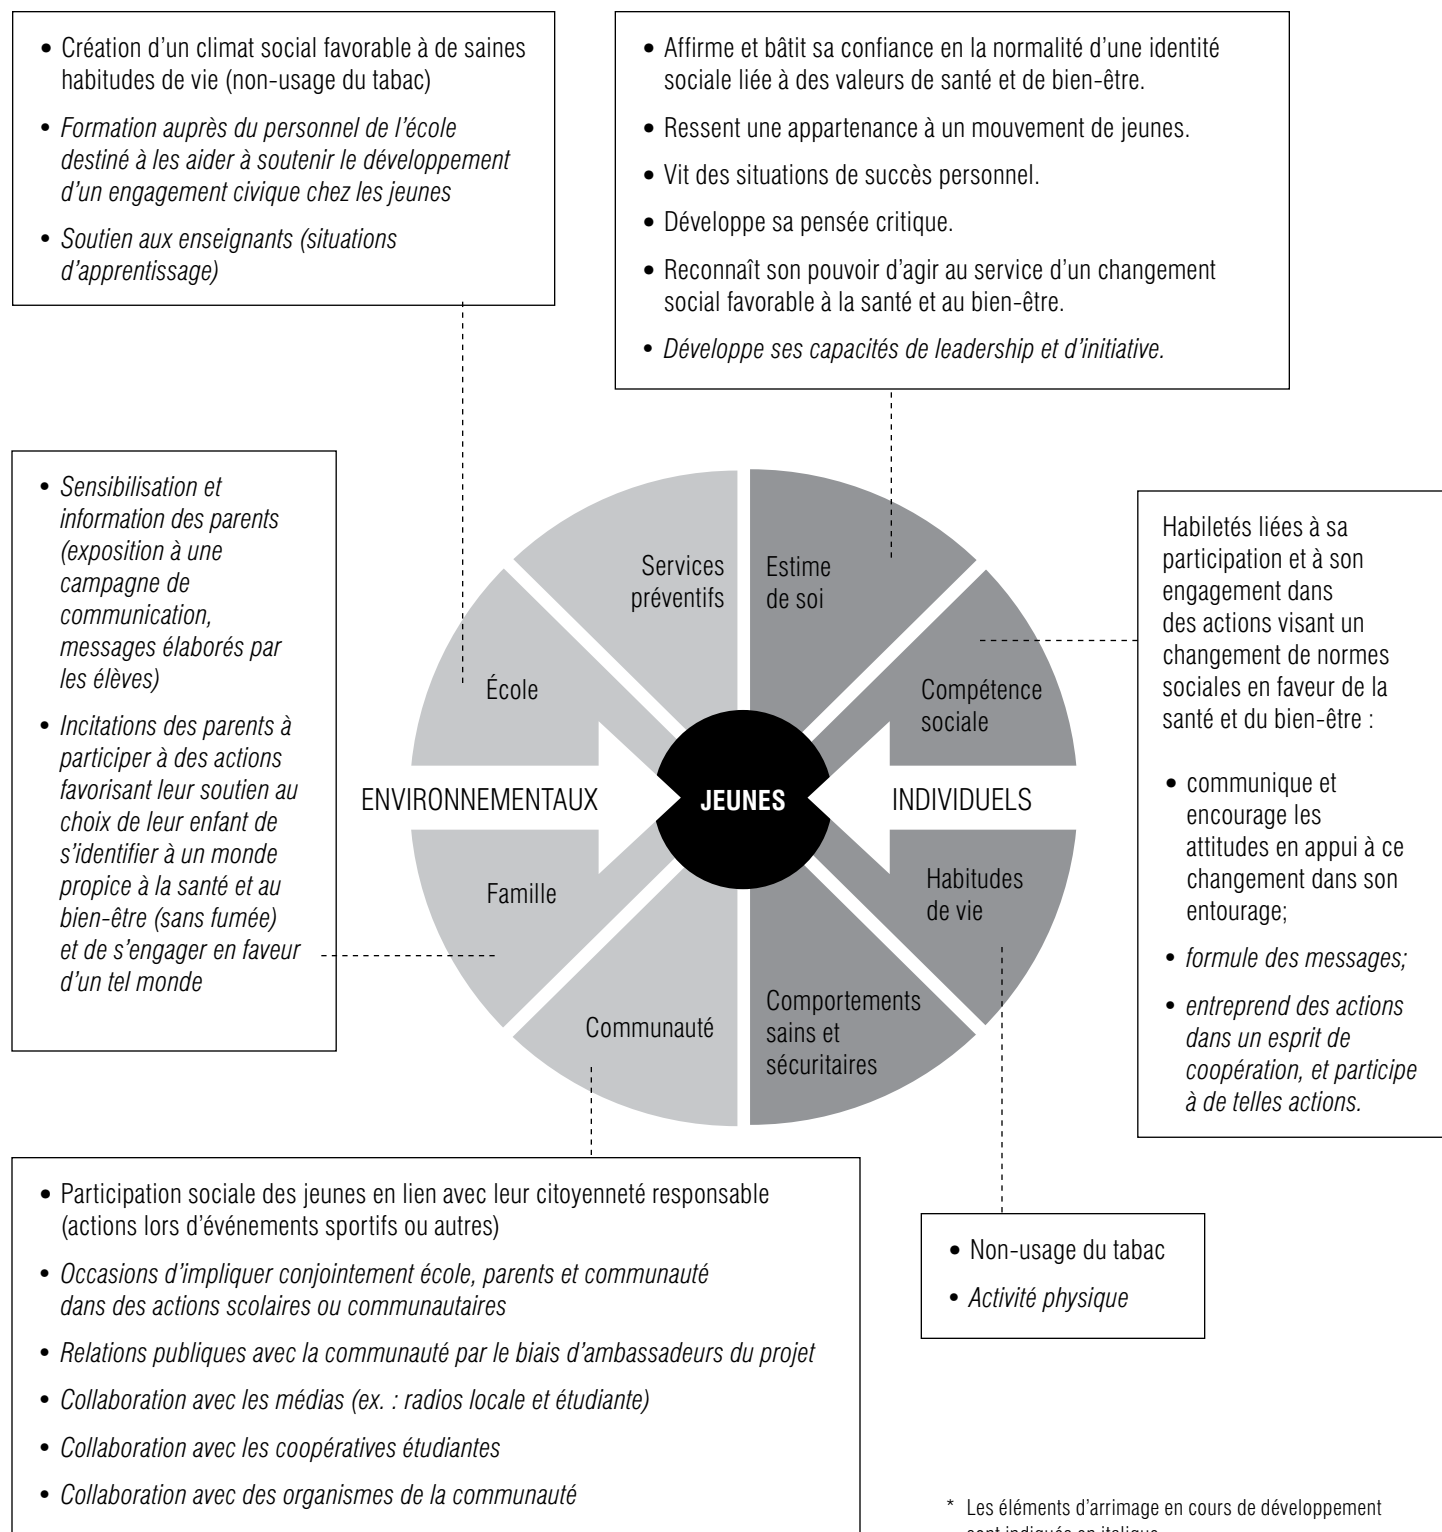 • Création d’un climat social favorable à de saines
habitudes de vie (non-usage du tabac)
• Formation auprès du personnel de l’école
destiné à les aider à soutenir le développement
d’un engagement civique chez les jeunes
• Soutien aux enseignants (situations
d’apprentissage)
• Affirme et bâtit sa confiance en la normalité d’une identité
sociale liée à des valeurs de santé et de bien-être.
• Ressent une appartenance à un mouvement de jeunes.
• Vit des situations de succès personnel.
• Développe sa pensée critique.
• Reconnaît son pouvoir d’agir au service d’un changement
social favorable à la santé et au bien-être.
• Développe ses capacités de leadership et d’initiative.
• Sensibilisation et
information des parents
(exposition à une
campagne de
communication,
messages élaborés par
les élèves)
• Incitations des parents à
participer à des actions
favorisant leur soutien au
choix de leur enfant de
s’identifier à un monde
propice à la santé et au
bien-être (sans fumée)
et de s’engager en faveur
d’un tel monde
Services
préventifs
Estime
de soi
École
Compétence
sociale
ENVIRONNEMENTAUX
JEUNES
INDIVIDUELS
Famille
Habitudes
de vie
Communauté
Comportements
sains et
sécuritaires
Habiletés liées à sa
participation et à son
engagement dans
des actions visant un
changement de normes
sociales en faveur de la
santé et du bien-être :
• communique et
encourage les
attitudes en appui à ce
changement dans son
entourage;
• formule des messages;
• entreprend des actions
dans un esprit de
coopération, et participe
à de telles actions.
• Participation sociale des jeunes en lien avec leur citoyenneté responsable
(actions lors d’événements sportifs ou autres)
• Occasions d’impliquer conjointement école, parents et communauté
dans des actions scolaires ou communautaires
• Relations publiques avec la communauté par le biais d’ambassadeurs du projet
• Collaboration avec les médias (ex. : radios locale et étudiante)
• Collaboration avec les coopératives étudiantes
• Collaboration avec des organismes de la communauté
• Non-usage du tabac
• Activité physique
* Les éléments d’arrimage en cours de développement
sont indiqués en italique